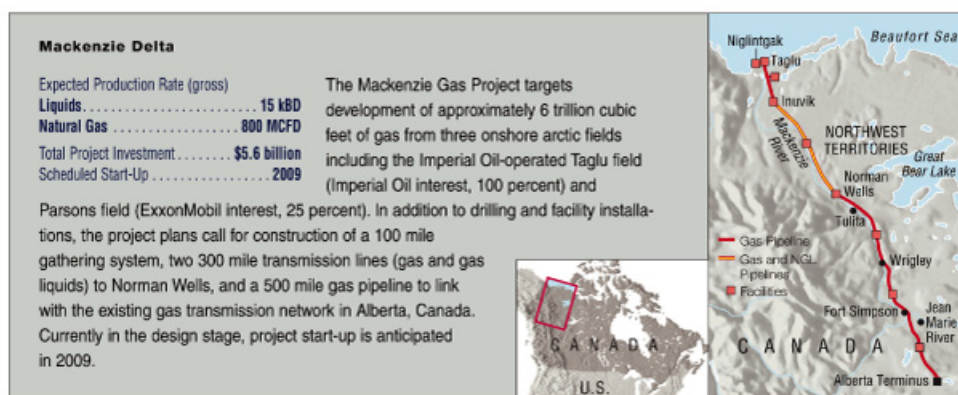 Mackenzie Delta
Expected Production Rate (gross)
Liquids........................... 15 kBD
Natural Gas .................... 800 MCFD
Total Project Investment........ $5.6 billion
Scheduled Start-Up .................. 2009
The Mackenzie Gas Project targets
development of approximately 6 trillion cubic
feet of gas from three onshore arctic fields
including the Imperial Oil-operated Taglu field
(Imperial Oil interest, 100 percent) and
Parsons field (ExxonMobil interest, 25 percent). In addition to drilling and facility installa-
tions, the project plans call for construction of a 100 mile
gathering system, two 300 mile transmission lines (gas and gas
liquids) to Norman Wells, and a 500 mile gas pipeline to link
with the existing gas transmission network in Alberta, Canada.
Currently in the design stage, project start-up is anticipated
in 2009.
CANADA
U.S.
Niglintgak
Beaufort Sea
Taglu
Inuvik
Mackenzie
River
NORTHWEST
TERRITORIES
Great
Bear Lake
Norman
Wells
Tulita
Gas Pipeline
Gas and NGL
Pipelines
Facilities
Wrigley
Fort Simpson
Jean
Marie
River
CANADA
Alberta Terminus